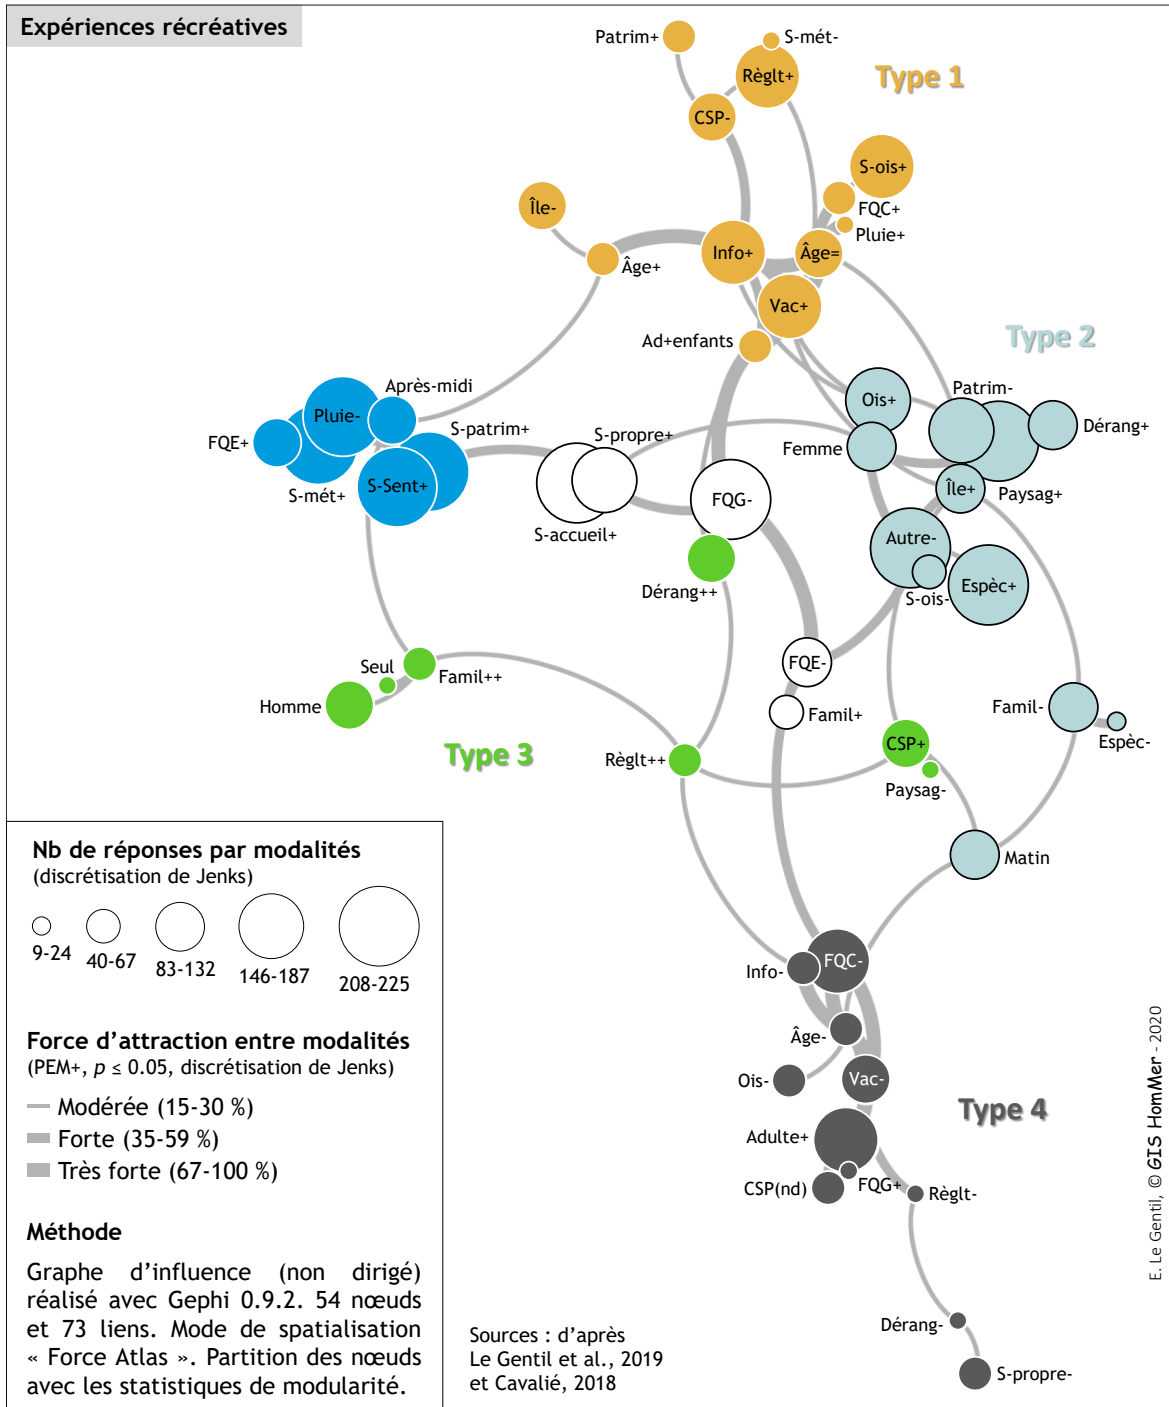 Expériences récréatives
Patrim+
S-mét-
Règlt+
Type 1
CSP-
S-ois+
Île-
FQC+
Pluie+
Info+
Âge=
Âge+
Vac+
Ad+enfants
Type 2
Après-midi
Patrim-
Pluie-
Ois+
S-patrim+
Dérang+
FQE+
S-propre+
Femme
S-mét+
S-Sent+
Île+
Paysag+
FQG-
S-accueil+
Autre-
Dérang++
S-ois-
Espèc+
Seul
FQE-
Famil++
Homme
Famil+
Famil-
Espèc-
Type 3
Règlt++
CSP+
Paysag-
Matin
Info-
FQC-
Âge-
Ois-
Vac-
Type 4
Adulte+
CSP(nd)
FQG+
Règlt-
Dérang-
S-propre-
Nb de réponses par modalités
(discrétisation de Jenks)
9-24
40-67
83-132
146-187
208-225
Force d’attraction entre modalités
(PEM+, p ≤ 0.05, discrétisation de Jenks)
Modérée (15-30 %)
Forte (35-59 %)
Très forte (67-100 %)
Méthode
Graphe d’influence (non dirigé)
réalisé avec Gephi 0.9.2. 54 nœuds
et 73 liens. Mode de spatialisation
« Force Atlas ». Partition des nœuds
avec les statistiques de modularité.
Sources : d’après
Le Gentil et al., 2019
et Cavalié, 2018
E. Le Gentil, © GIS HomMer - 2020